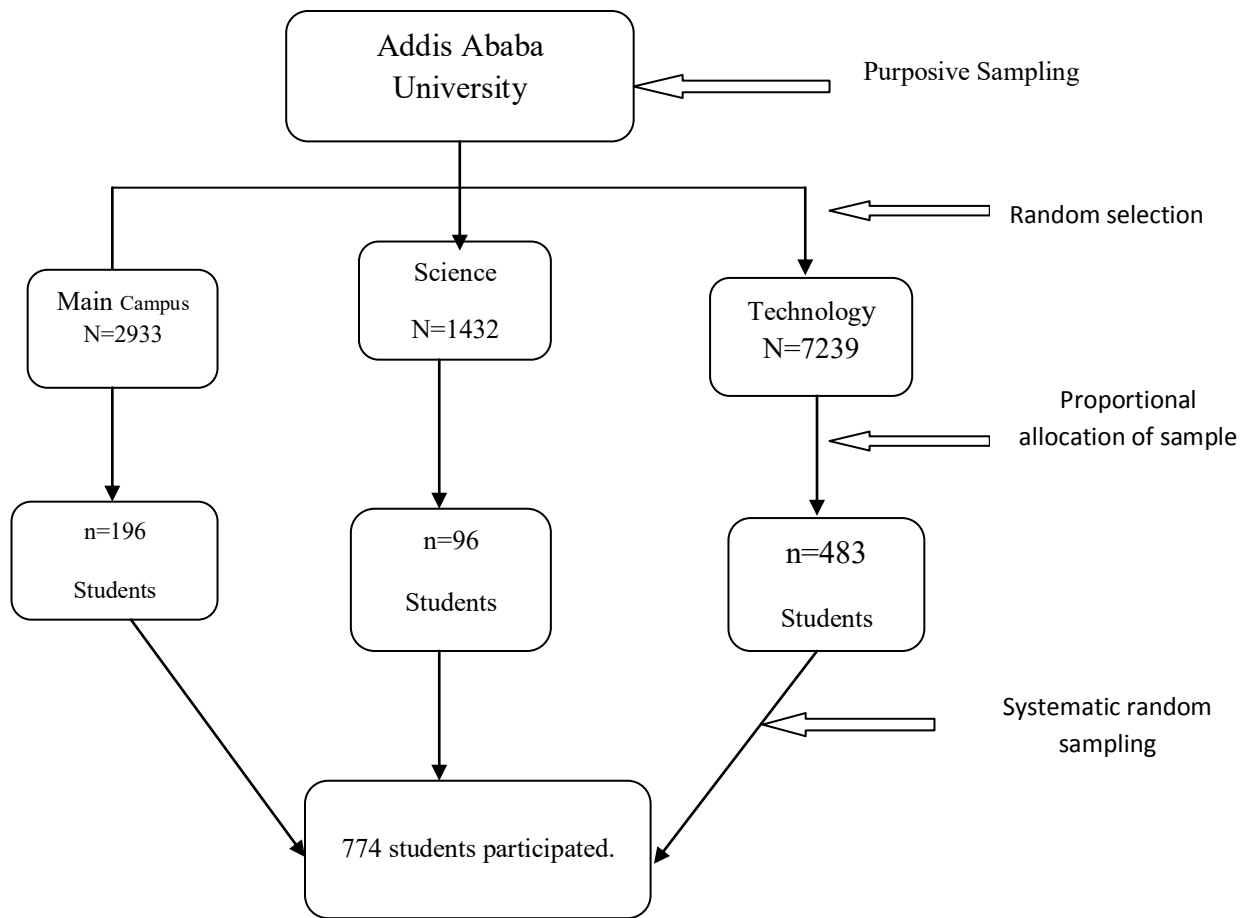 Addis Ababa
University
Purposive Sampling
Random selection
Main Campus
N=2933
Science
N=1432
Technology
N=7239
Proportional
allocation of sample
n=196
Students
n=96
Students
n=483
Students
Systematic random
sampling
774 students participated.